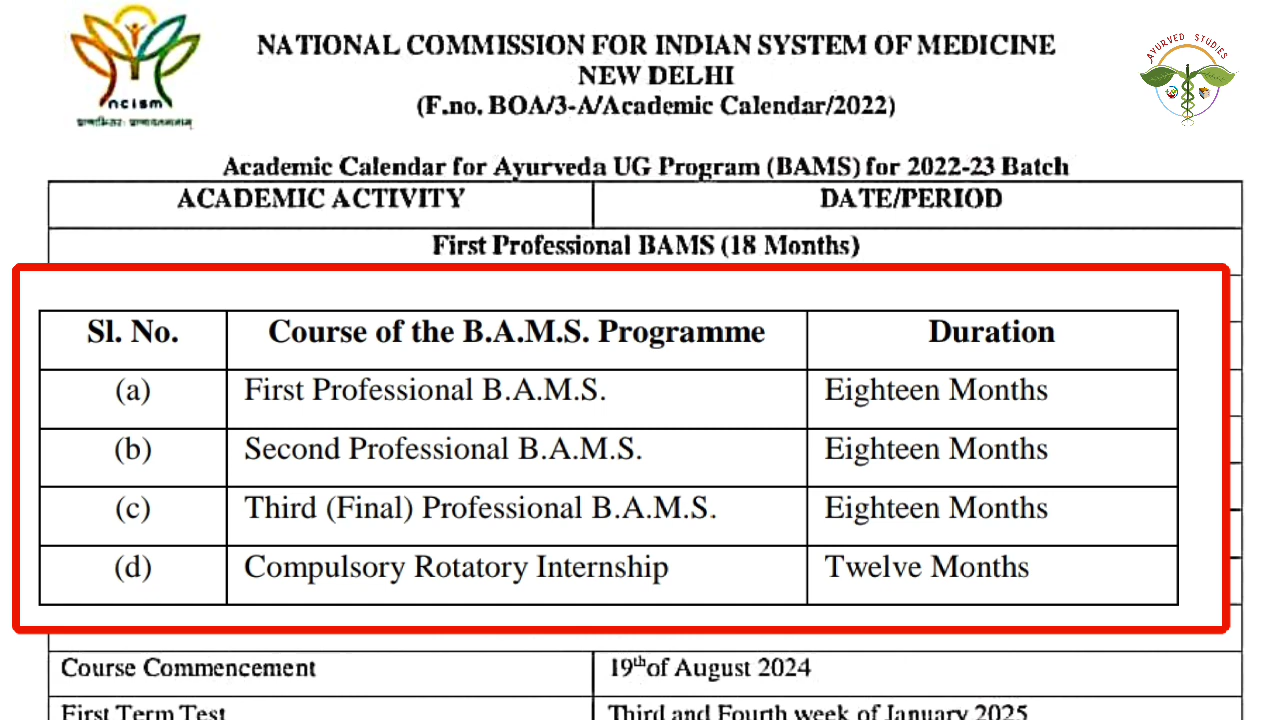 ncism
NATIONAL COMMISSION FOR INDIAN SYSTEM OF MEDICINE
NEW DELHI
(F.no. BOA/3-A/Academic Calendar/2022)
AYURVED STUDIES
Academic Calendar for Ayurveda UG Program (BAMS) for 2022-23 Batch
ACADEMIC ACTIVITY DATE/PERIOD
First Professional BAMS (18 Months)
Sl. No. Course of the B.A.M.S. Programme Duration
(a) First Professional B.A.M.S. Eighteen Months
(b) Second Professional B.A.M.S. Eighteen Months
(c) Third (Final) Professional B.A.M.S. Eighteen Months
(d) Compulsory Rotatory Internship Twelve Months
Course Commencement 19thof August 2024
First Term Test Third and Fourth week of January 2025